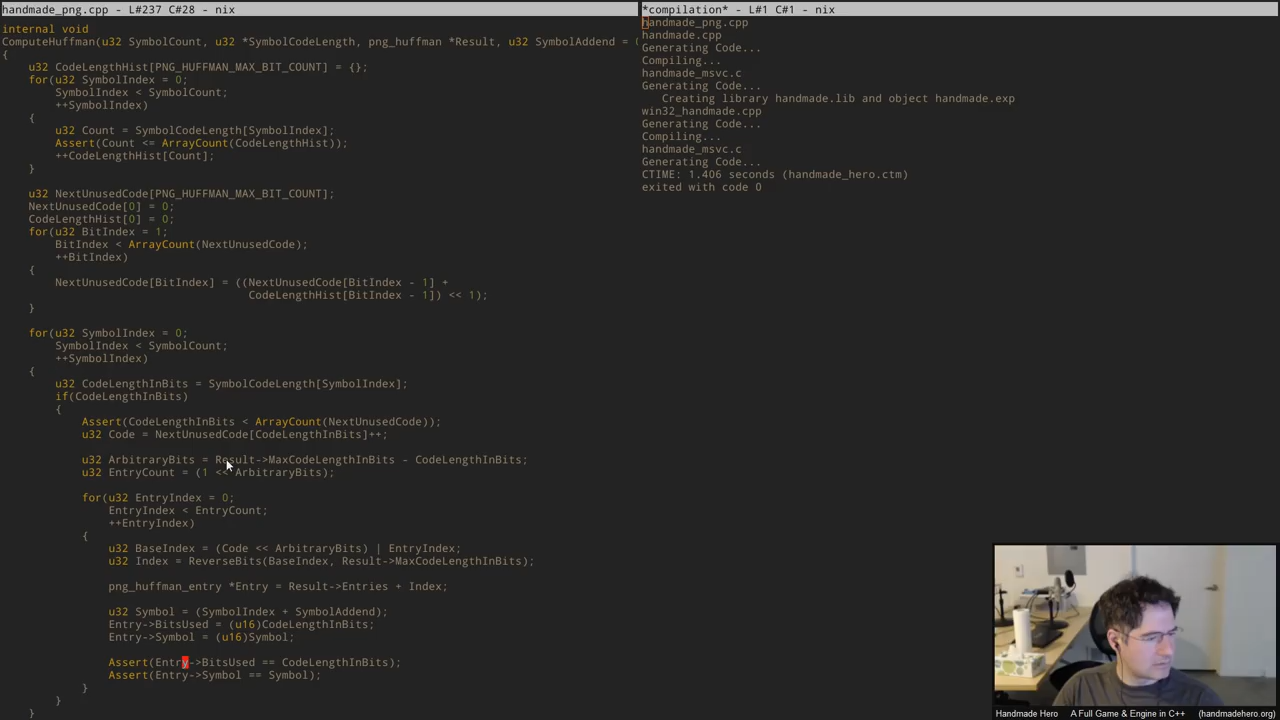 handmade_png.cpp - L#237 C#28 - nix
internal void
ComputeHuffman(u32 SymbolCount, u32 *SymbolCodeLength, png_huffman *Result, u32 SymbolAddend =
{
u32 CodeLengthHist[PNG_HUFFMAN_MAX_BIT_COUNT] = {};
for(u32 SymbolIndex = 0;
SymbolIndex < SymbolCount;
++SymbolIndex)
{
u32 Count = SymbolCodeLength[SymbolIndex];
Assert(Count <= ArrayCount(CodeLengthHist));
++CodeLengthHist[Count];
}
u32 NextUnusedCode[PNG_HUFFMAN_MAX_BIT_COUNT];
NextUnusedCode[0] = 0;
CodeLengthHist[0] = 0;
for(u32 BitIndex = 1;
BitIndex < ArrayCount(NextUnusedCode);
++BitIndex)
{
NextUnusedCode[BitIndex] = ((NextUnusedCode[BitIndex - 1] +
CodeLengthHist[BitIndex - 1]) << 1);
}
for(u32 SymbolIndex = 0;
SymbolIndex < SymbolCount;
++SymbolIndex)
{
u32 CodeLengthInBits = SymbolCodeLength[SymbolIndex];
if(CodeLengthInBits)
{
Assert(CodeLengthInBits < ArrayCount(NextUnusedCode));
u32 Code = NextUnusedCode[CodeLengthInBits]++;
u32 ArbitraryBits = Result->MaxCodeLengthInBits - CodeLengthInBits;
u32 EntryCount = (1 << ArbitraryBits);
for(u32 EntryIndex = 0;
EntryIndex < EntryCount;
++EntryIndex)
{
u32 BaseIndex = (Code << ArbitraryBits) | EntryIndex;
u32 Index = ReverseBits(BaseIndex, Result->MaxCodeLengthInBits);
png_huffman_entry *Entry = Result->Entries + Index;
u32 Symbol = (SymbolIndex + SymbolAddend);
Entry->BitsUsed = (u16)CodeLengthInBits;
Entry->Symbol = (u16)Symbol;
Assert(Entry->BitsUsed == CodeLengthInBits);
Assert(Entry->Symbol == Symbol);
}
}
}
*compilation* - L#1 C#1 - nix
handmade_png.cpp
handmade.cpp
Generating Code...
Compiling...
handmade_msvc.c
Generating Code...
Creating library handmade.lib and object handmade.exp
win32_handmade.cpp
Generating Code...
Compiling...
handmade_msvc.c
Generating Code...
CTIME: 1.406 seconds (handmade_hero.ctm)
exited with code 0
Handmade Hero A Full Game & Engine in C++ (handmadehero.org)